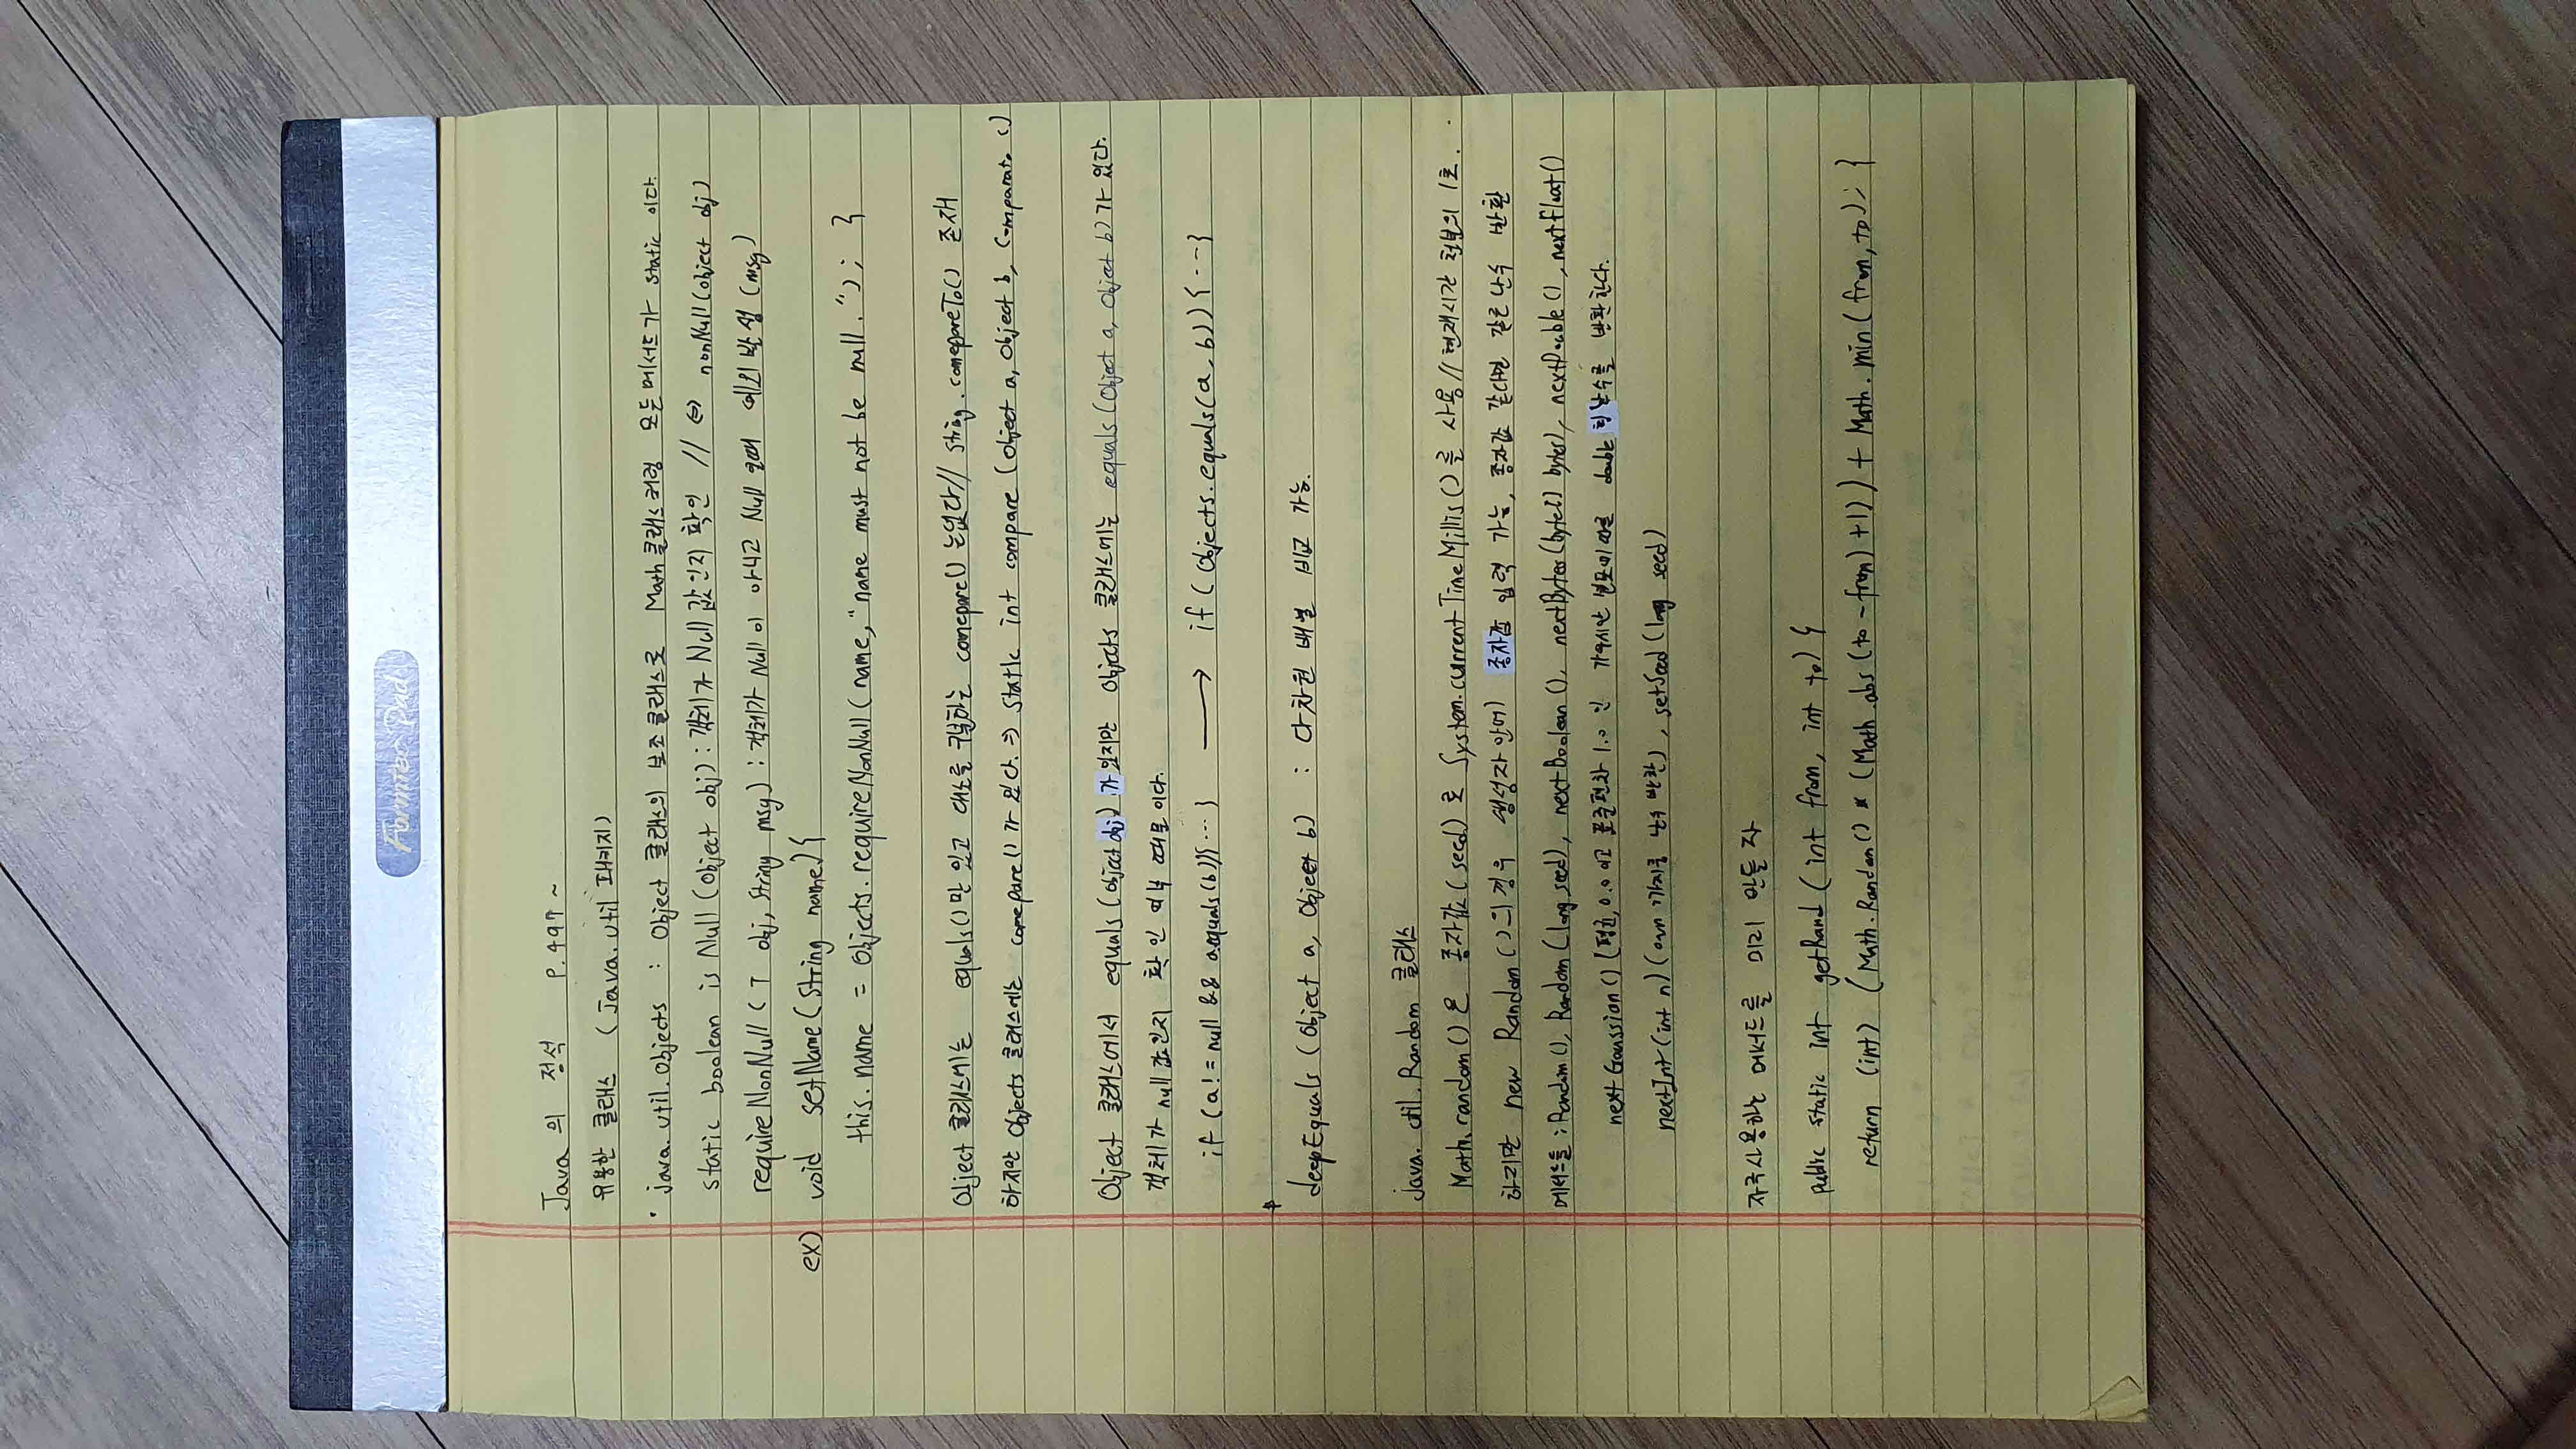 Formtec Pad
Java 의 정석 P.497 ~
유용한 클래스 (Java.util 패키지)
· java.util.objects : Object 클래스의 보조 클래스로 Math 클래스처럼 모든 메서드가 static 이다.
static boolean is Null (Object obj) : 객체가 Null 값인지 확인 // ⇔ nonNull (object obj)
requireNonNull ( T obj, String msg) : 객체가 Null 이 아니고 Null 일때 예외 발생 (msg)
ex) void setName (String name) {
this.name = Objects.requireNonNull (name, "name must not be null."); }
Object 클래스에는 equals() 만 있고 대소를 구분하는 comepare() 는없다 // String.comepareTo() 존재
하지만 Objects 클래스에는 comepare() 가 있다. ⇒ static int compare (Object a, Object b, Comparato c)
Object 클래스에서 equals (Object obj) 가 있지만 Objects 클래스에는 equals (Object a, Object b) 가 있다.
객체가 null 값인지 확인 여부 때문이다.
if (a != null && a.equals(b)) { ··· } ⟶ if ( Objects.equals(a, b)) { ··· }
deepEquals (Object a, Object b) : 다차원 배열 비교 가능.
java.util.Random 클래스
Math.random() 은 종자값 (seed) 로 System.currentTimeMillis() 를 사용 // 현재시간 천분의 1초.
하지만 new Random() 의 경우 생성자 안에 종자값 입력 가능, 종자값 같다면 같은 난수 반환
메서드들 : Random(), Random (long seed), nextBoolean(), nextBytes (byte[] bytes), nextDouble(), nextFloat()
nextGaussian() (평균, 0.0 이고 표준편차 1.0 인 가우시안 분포에 따른 double 형 난수를 반환한다.
nextInt (int n) ( 난수 반환), setSeed (long seed)
자주사용하는 메서드를 미리 만들자
public static int getRand ( int from, int to) {
return (int) (Math.Random() * (Math.abs (to - from) +1)) + Math.min (from, to); }